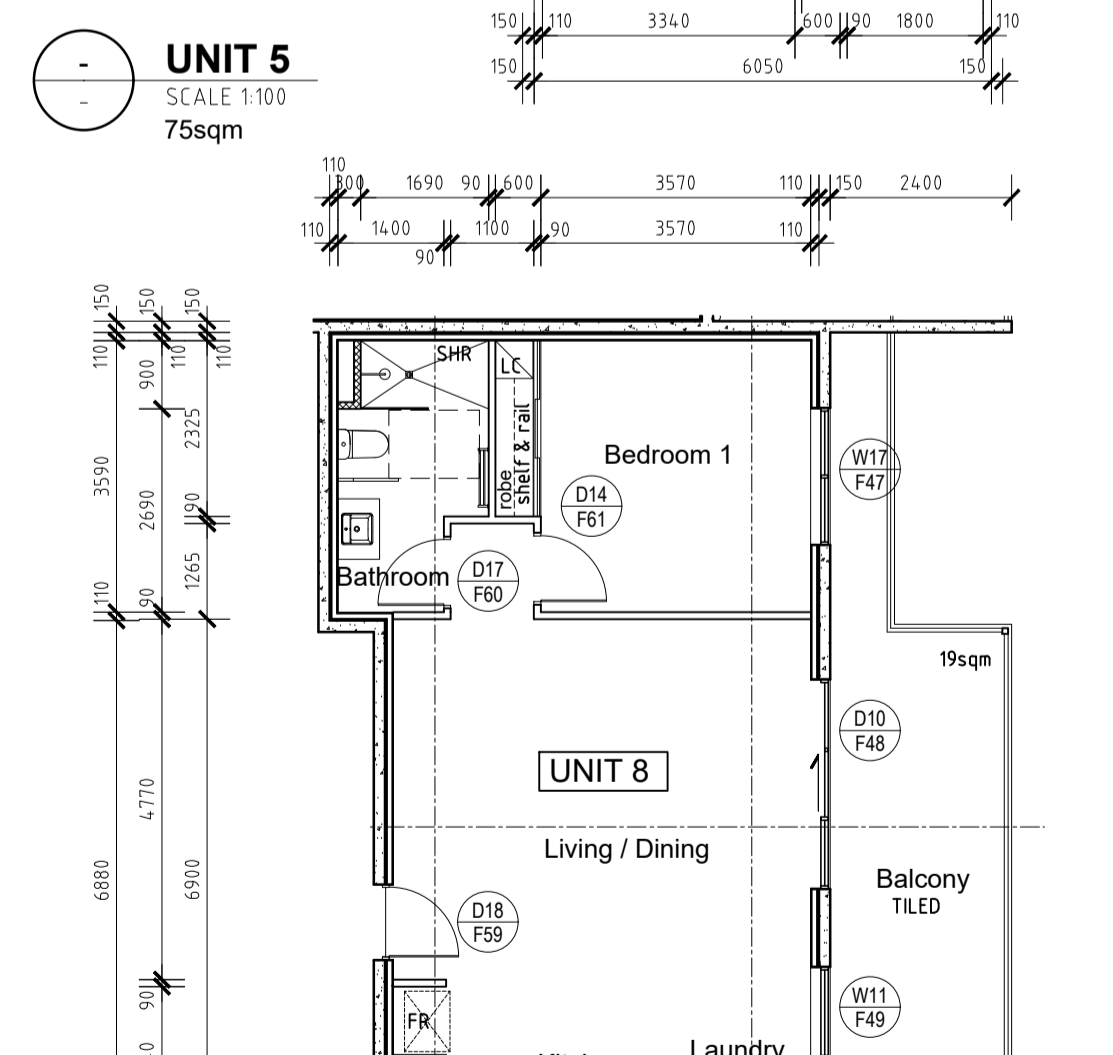 150 110 3340 600 90 1800 110
150 6050 150
-
UNIT 5
-
SCALE 1:100
75sqm
110
300 1690 90 600 3570 110 150 2400
110 1400 90 1100 90 3570 110
150 150 150
110 110 110
900
2325
3590
2690
90
1265
110 90
4770
6880
6900
90
SHR
LC
robe
shelf & rail
Bedroom 1
D14
F61
W17
F47
Bathroom
D17
F60
19sqm
D10
F48
UNIT 8
Living / Dining
Balcony
TILED
D18
F59
W11
F49
FR
Laundry